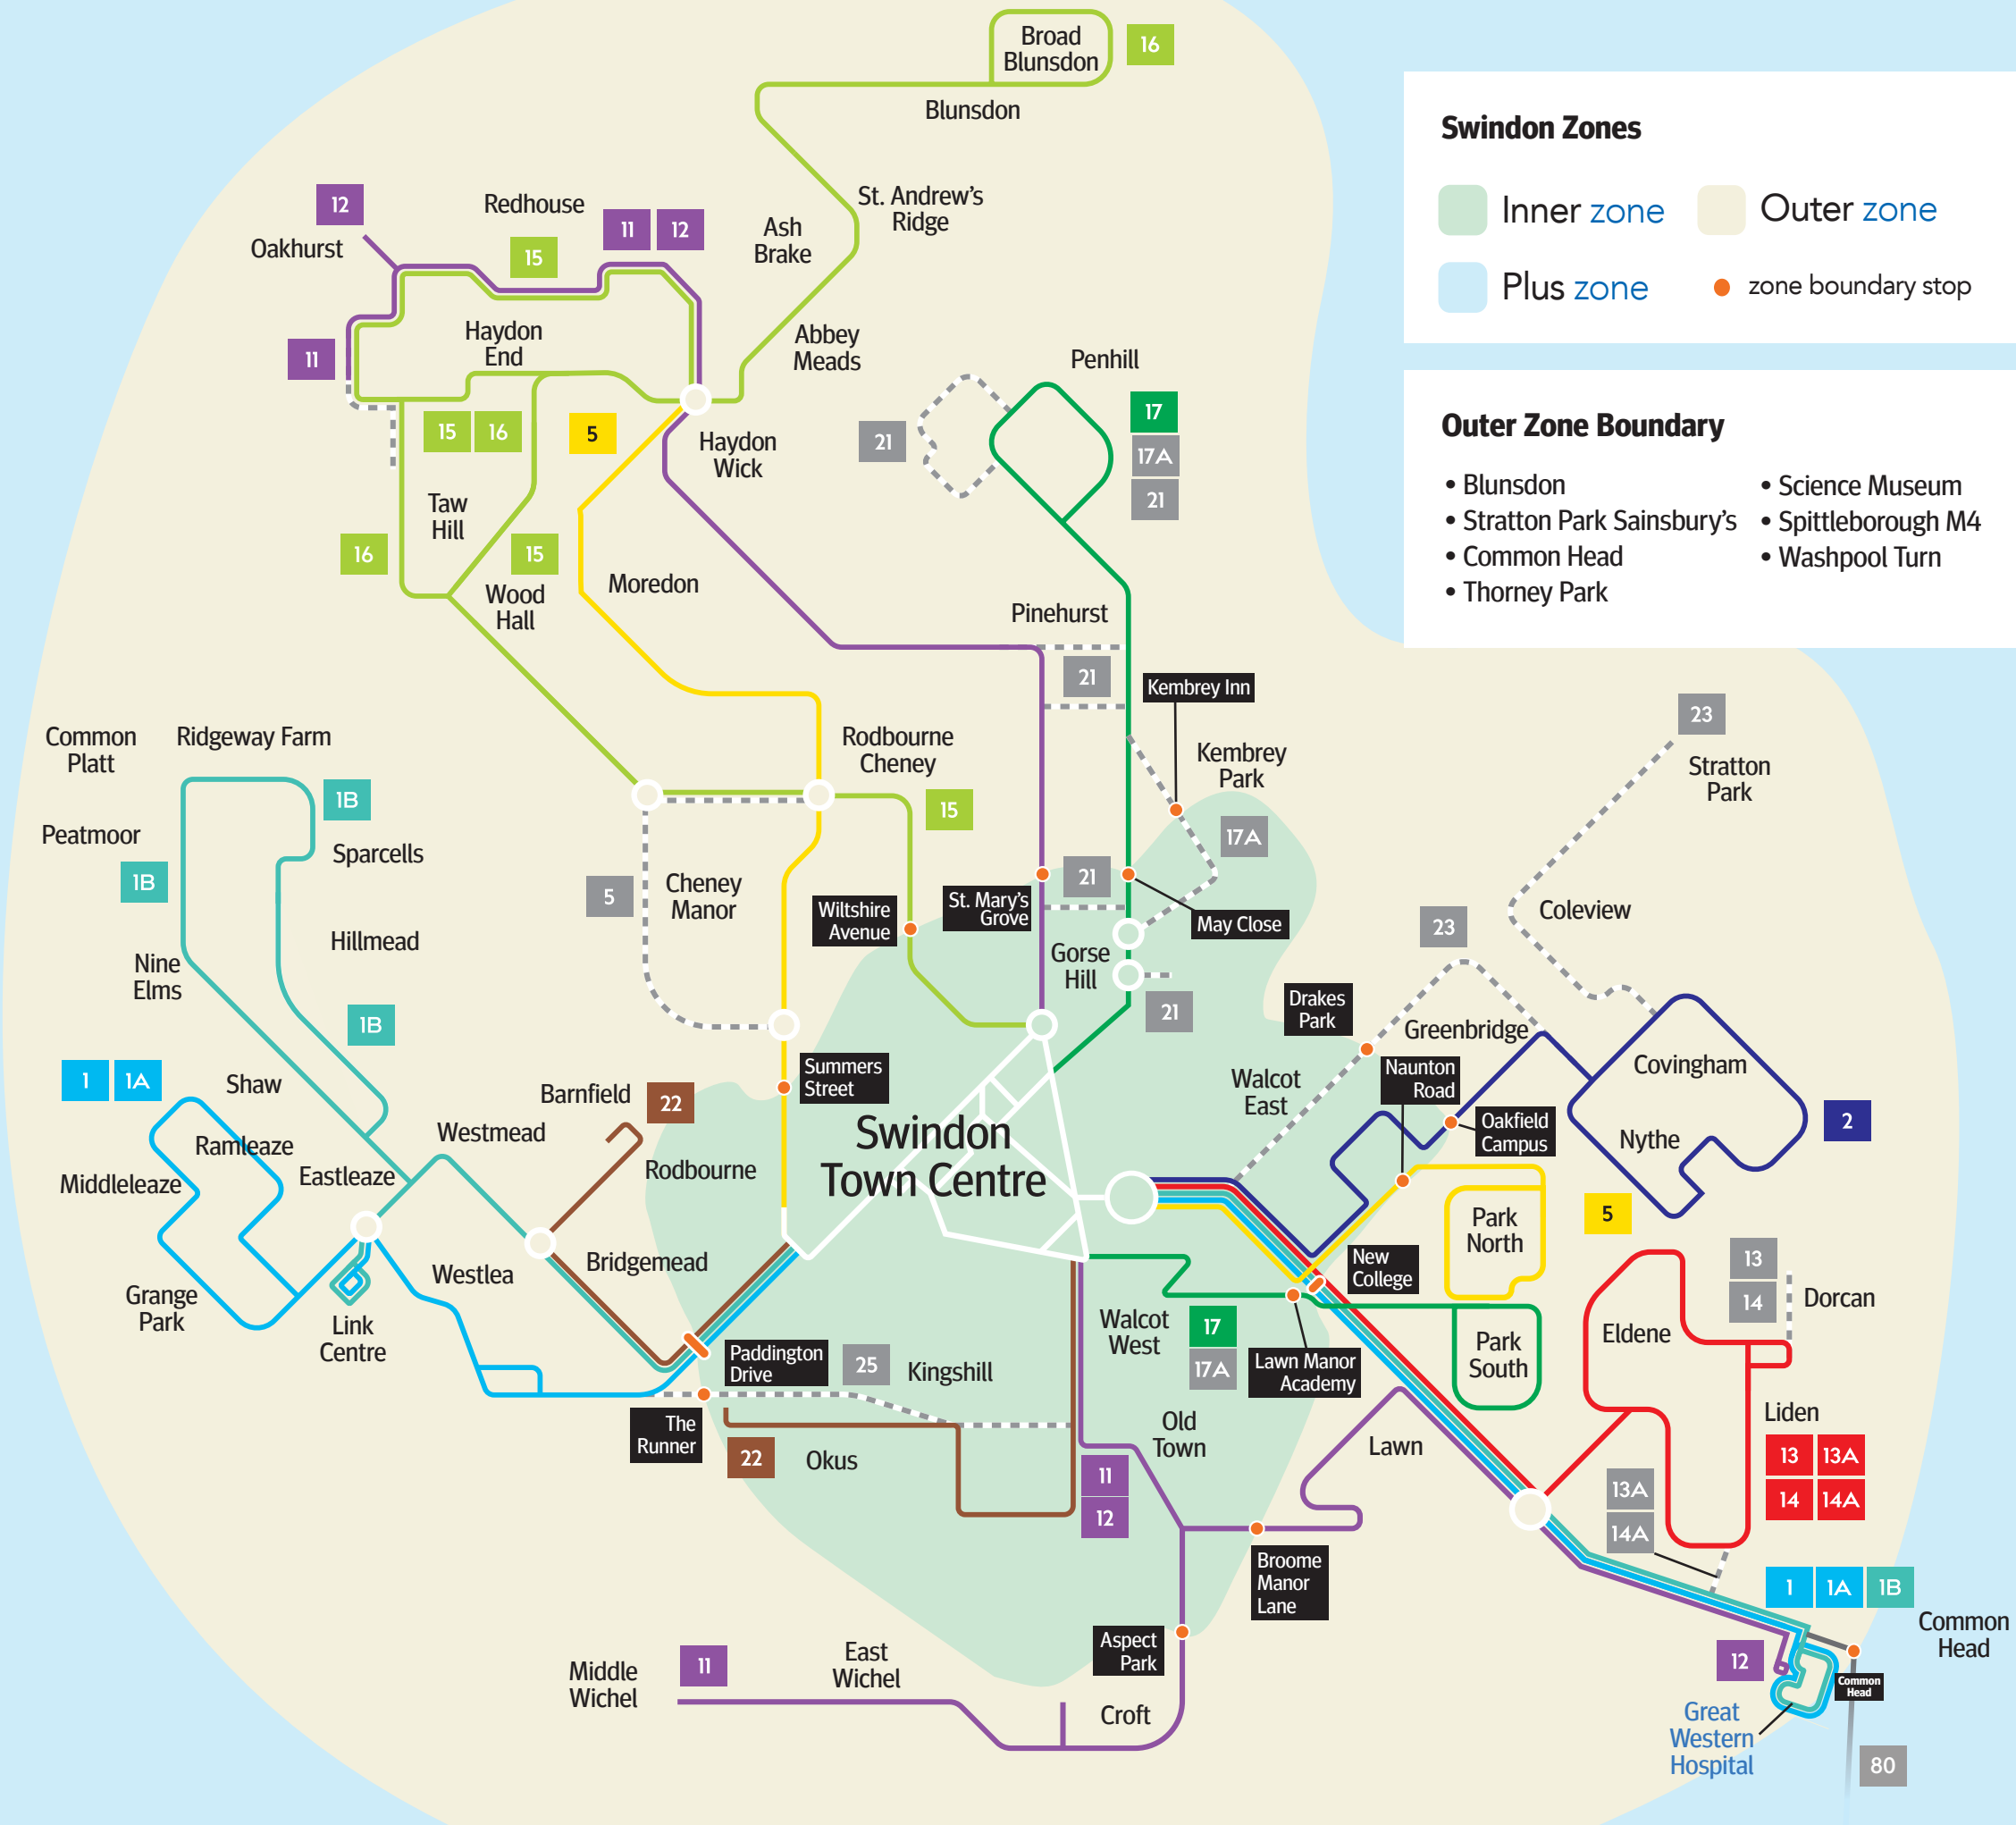 Broad
Blunsdon
16
Blunsdon
Swindon Zones
Inner zone
Outer zone
Plus zone
zone boundary stop
12
Redhouse
11
12
St. Andrew's
Ridge
Ash
Brake
Oakhurst
15
Haydon
End
Abbey
Meads
11
Penhill
Outer Zone Boundary
• Blunsdon
• Stratton Park Sainsbury's
• Common Head
• Thorney Park
• Science Museum
• Spittleborough M4
• Washpool Turn
15
16
5
Haydon
Wick
21
17
17A
21
Taw
Hill
16
15
Wood
Hall
Moredon
Pinehurst
21
Kembrey Inn
23
Common
Platt
Ridgeway Farm
Rodbourne
Cheney
Kembrey
Park
Stratton
Park
1B
15
Peatmoor
Sparcells
17A
1B
5
Cheney
Manor
Wiltshire
Avenue
St. Mary's
Grove
21
May Close
23
Coleview
Hillmead
Nine
Elms
Gorse
Hill
1B
21
Drakes
Park
Greenbridge
1
1A
Shaw
Barnfield
22
Summers
Street
Walcot
East
Naunton
Road
Covingham
Ramleaze
Westmead
Swindon
Town Centre
Oakfield
Campus
Nythe
2
Middleleaze
Eastleaze
Rodbourne
Park
North
5
Westlea
Bridgemead
New
College
13
14
Dorcan
Grange
Park
Link
Centre
Walcot
West
17
17A
Eldene
Park
South
Paddington
Drive
25
Kingshill
Lawn Manor
Academy
The
Runner
22
Okus
Old
Town
Lawn
Liden
13
13A
14
14A
11
12
13A
14A
Broome
Manor
Lane
1
1A
1B
Common
Head
Aspect
Park
Middle
Wichel
11
East
Wichel
Croft
12
Common
Head
Great
Western
Hospital
80